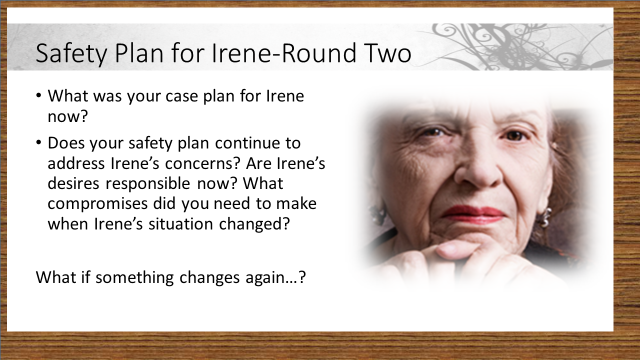 Safety Plan for Irene-Round Two
• What was your case plan for Irene
now?
• Does your safety plan continue to
address Irene’s concerns? Are Irene’s
desires responsible now? What
compromises did you need to make
when Irene’s situation changed?
What if something changes again…?